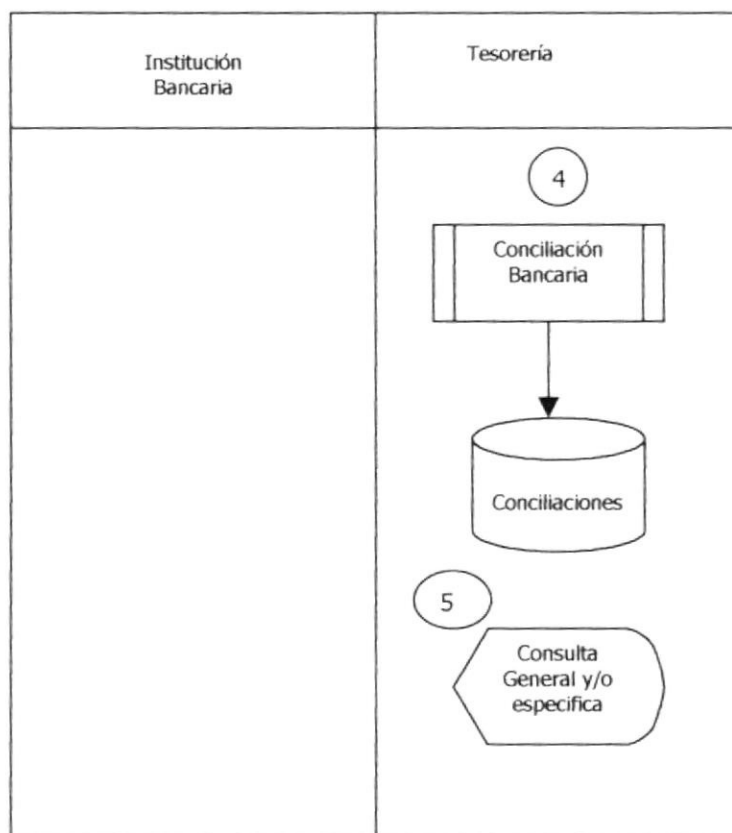 Institución
Bancaria
Tesorería
4
Conciliación
Bancaria
Conciliaciones
5
Consulta
General y/o
especifica